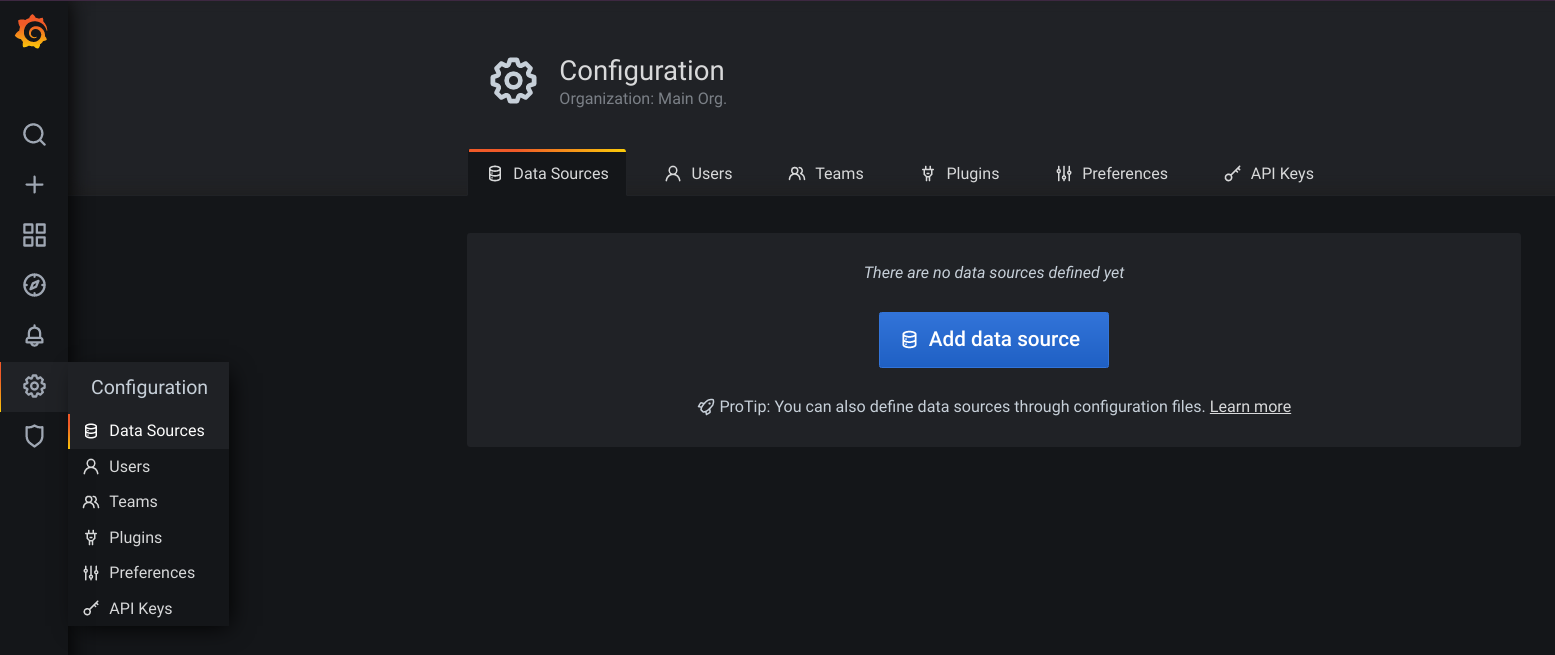 Configuration
Organization: Main Org.
Data Sources Users Teams Plugins Preferences API Keys
There are no data sources defined yet
Add data source
ProTip: You can also define data sources through configuration files. Learn more
Configuration
Data Sources
Users
Teams
Plugins
Preferences
API Keys